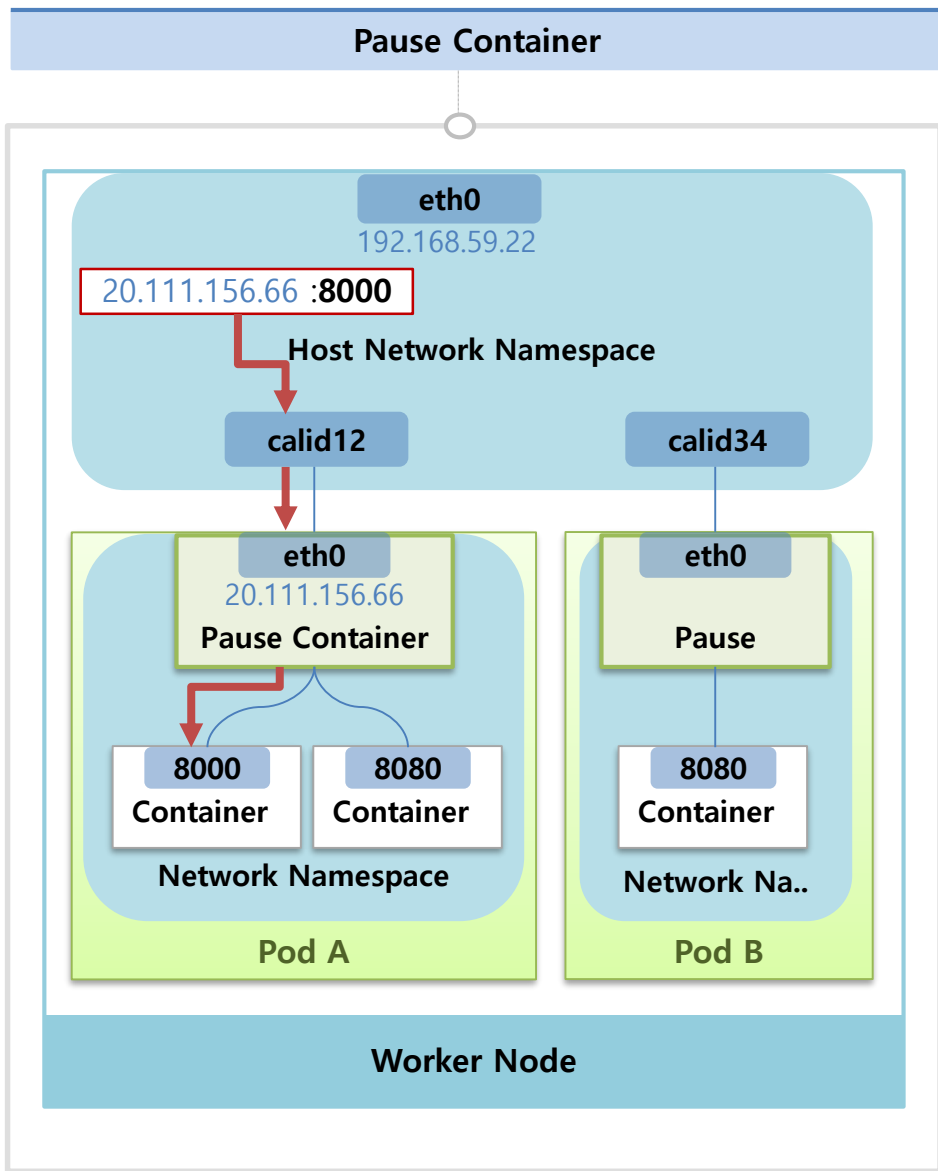 Pause Container
eth0
192.168.59.22
20.111.156.66 :8000
Host Network Namespace
calid12
calid34
eth0
20.111.156.66
Pause Container
eth0
Pause
8000
Container
8080
Container
8080
Container
Network Namespace
Network Na..
Pod A
Pod B
Worker Node